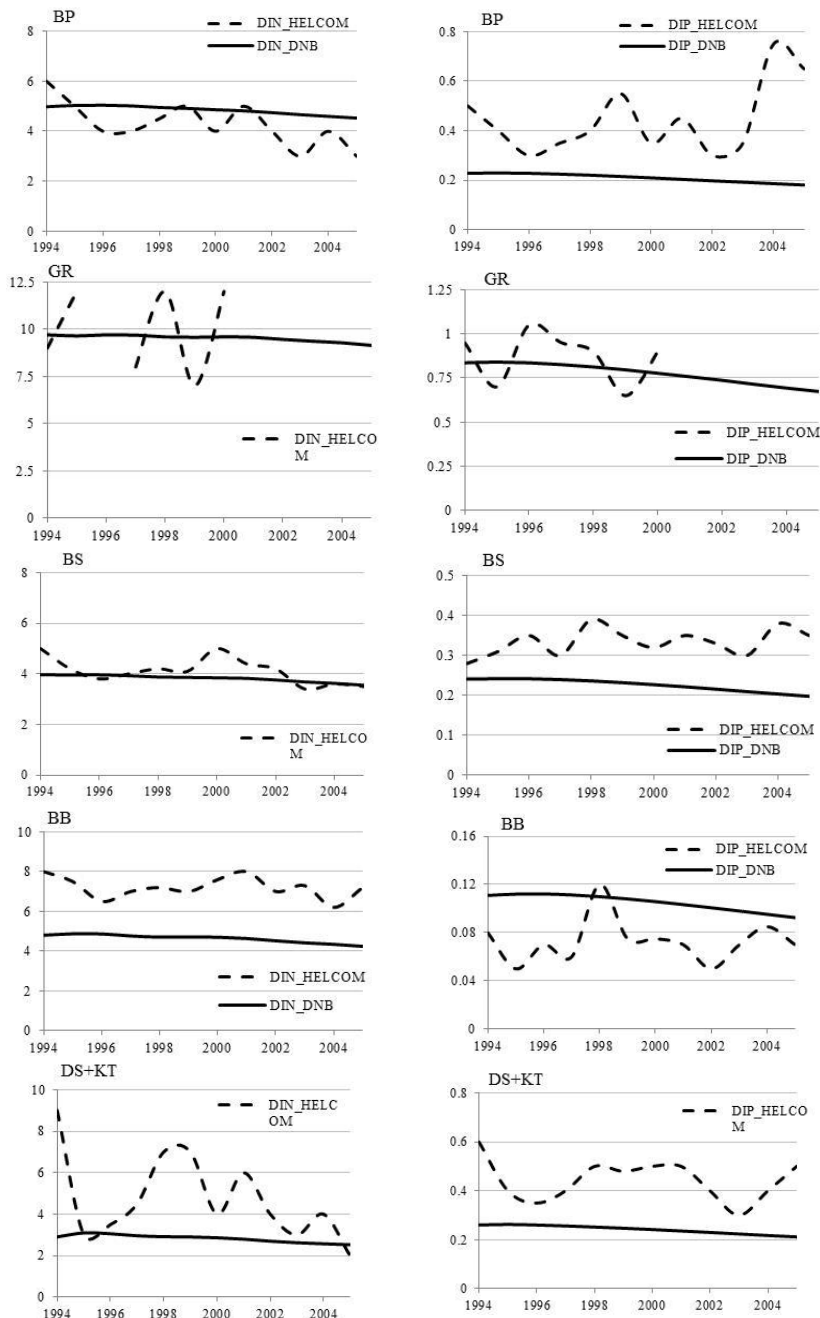 BP
DIN_HELCOM
DIN_DNB
8
6
4
2
0
1994 1996 1998 2000 2002 2004
BP
DIP_HELCOM
DIP_DNB
0.8
0.6
0.4
0.2
0
1994 1996 1998 2000 2002 2004
GR
12.5
10
7.5
5
2.5
0
DIN_HELCO
M
1994 1996 1998 2000 2002 2004
GR
1.25
1
0.75
0.5
0.25
0
DIP_HELCOM
DIP_DNB
1994 1996 1998 2000 2002 2004
BS
8
6
4
2
0
DIN_HELCO
M
1994 1996 1998 2000 2002 2004
BS
0.5
0.4
0.3
0.2
0.1
0
DIP_HELCOM
DIP_DNB
1994 1996 1998 2000 2002 2004
BB
10
8
6
4
2
0
DIN_HELCOM
DIN_DNB
1994 1996 1998 2000 2002 2004
BB
0.16
0.12
0.08
0.04
0
DIP_HELCOM
DIP_DNB
1994 1996 1998 2000 2002 2004
DS+KT
10
8
6
4
2
0
DIN_HELC
OM
1994 1996 1998 2000 2002 2004
DS+KT
0.8
0.6
0.4
0.2
0
DIP_HELCO
M
1994 1996 1998 2000 2002 2004